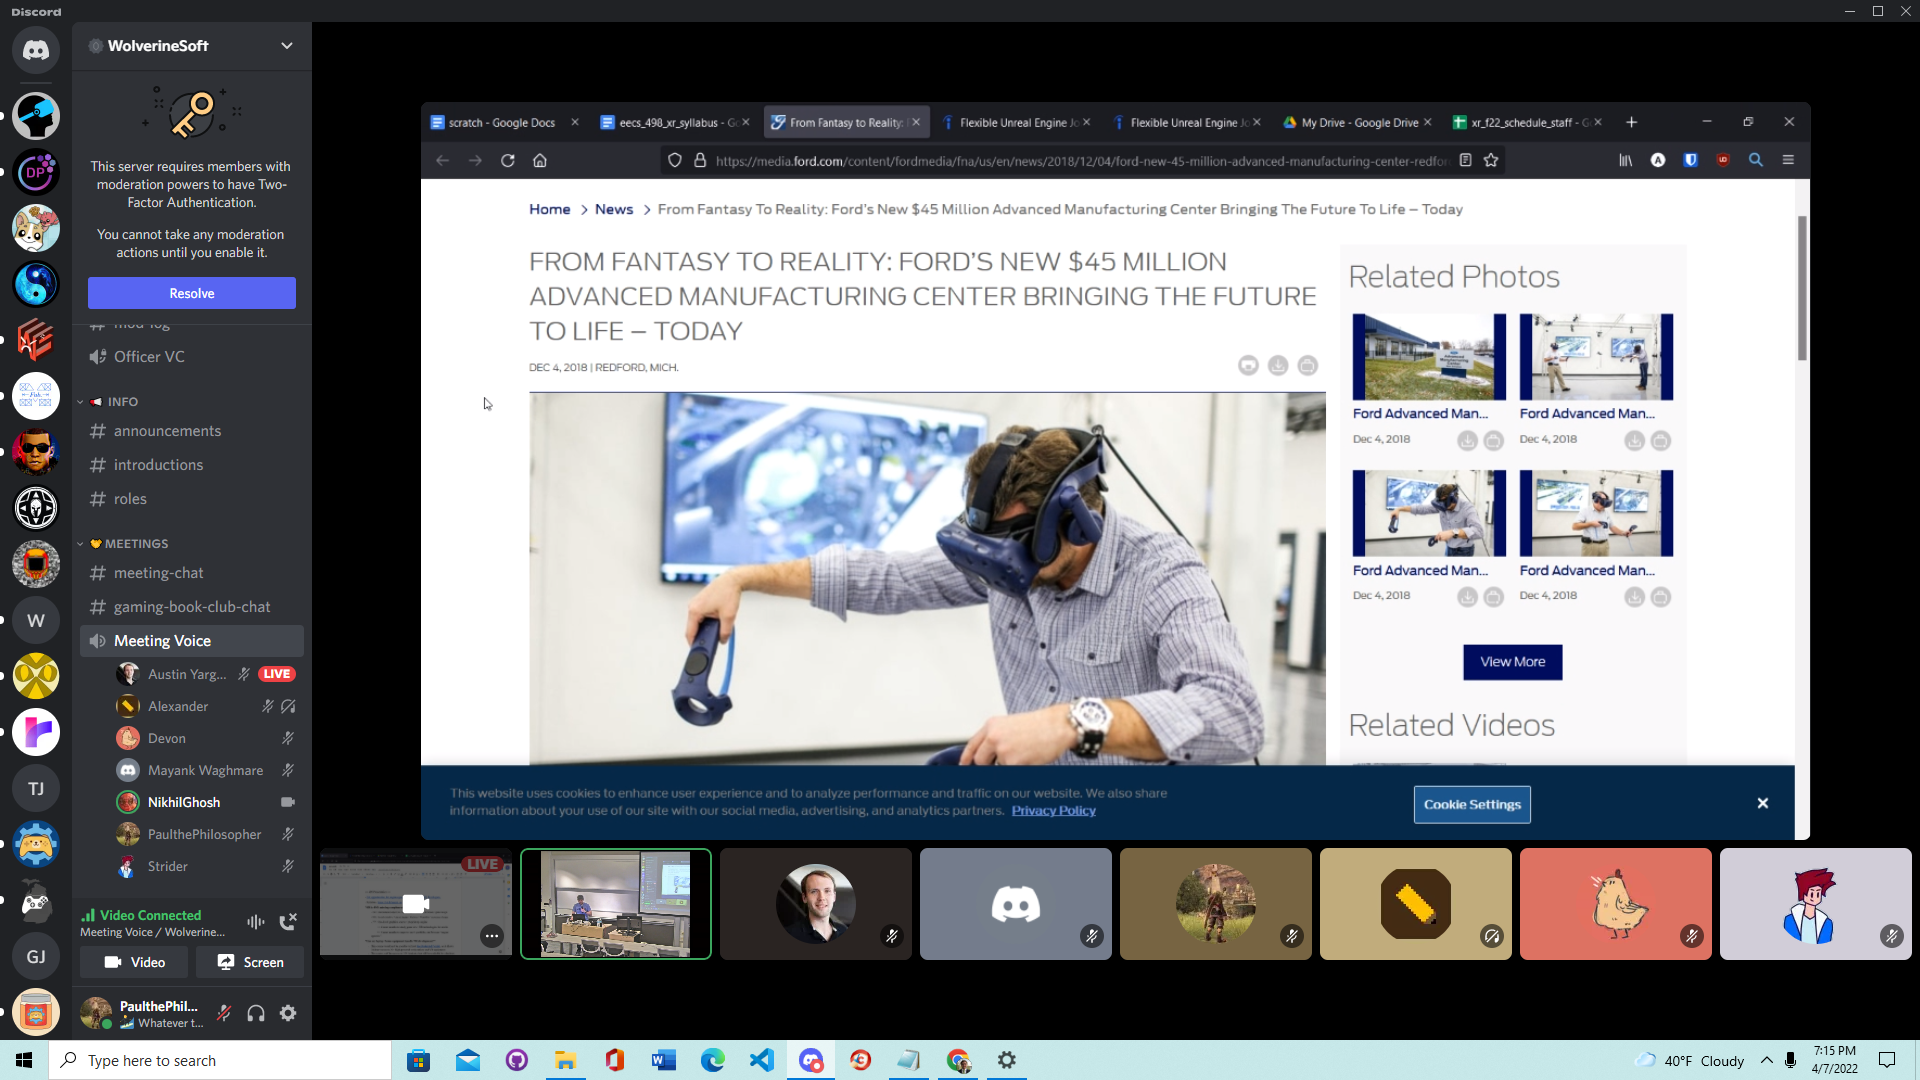 Discord
WolverineSoft
This server requires members with
moderation powers to have Two-
Factor Authentication.
You cannot take any moderation
actions until you enable it.
Resolve
mod-log
Officer VC
INFO
announcements
introductions
roles
MEETINGS
meeting-chat
gaming-book-club-chat
Meeting Voice
Austin Yarg... LIVE
Alexander
Devon
Mayank Waghmare
NikhilGhosh
PaulthePhilosopher
Strider
Video Connected
Meeting Voice / Wolverine...
Video
Screen
PaulthePhil...
Whatever t...
DP
W
TJ
GJ
scratch - Google Docs
eecs_498_xr_syllabus - Go
From Fantasy to Reality:
Flexible Unreal Engine Jo
Flexible Unreal Engine Jo
My Drive - Google Drive
xr_f22_schedule_staff - G
https://media.ford.com/content/fordmedia/fna/us/en/news/2018/12/04/ford-new-45-million-advanced-manufacturing-center-redfor
Home > News > From Fantasy To Reality: Ford's New $45 Million Advanced Manufacturing Center Bringing The Future To Life – Today
FROM FANTASY TO REALITY: FORD'S NEW $45 MILLION
ADVANCED MANUFACTURING CENTER BRINGING THE FUTURE
TO LIFE – TODAY
DEC 4, 2018 | REDFORD, MICH.
Related Photos
Ford Advanced Man...
Dec 4, 2018
Ford Advanced Man...
Dec 4, 2018
Ford Advanced Man...
Dec 4, 2018
Ford Advanced Man...
Dec 4, 2018
View More
Related Videos
This website uses cookies to enhance user experience and to analyze performance and traffic on our website. We also share
information about your use of our site with our social media, advertising, and analytics partners. Privacy Policy
Cookie Settings
LIVE
Type here to search
40°F Cloudy
7:15 PM
4/7/2022